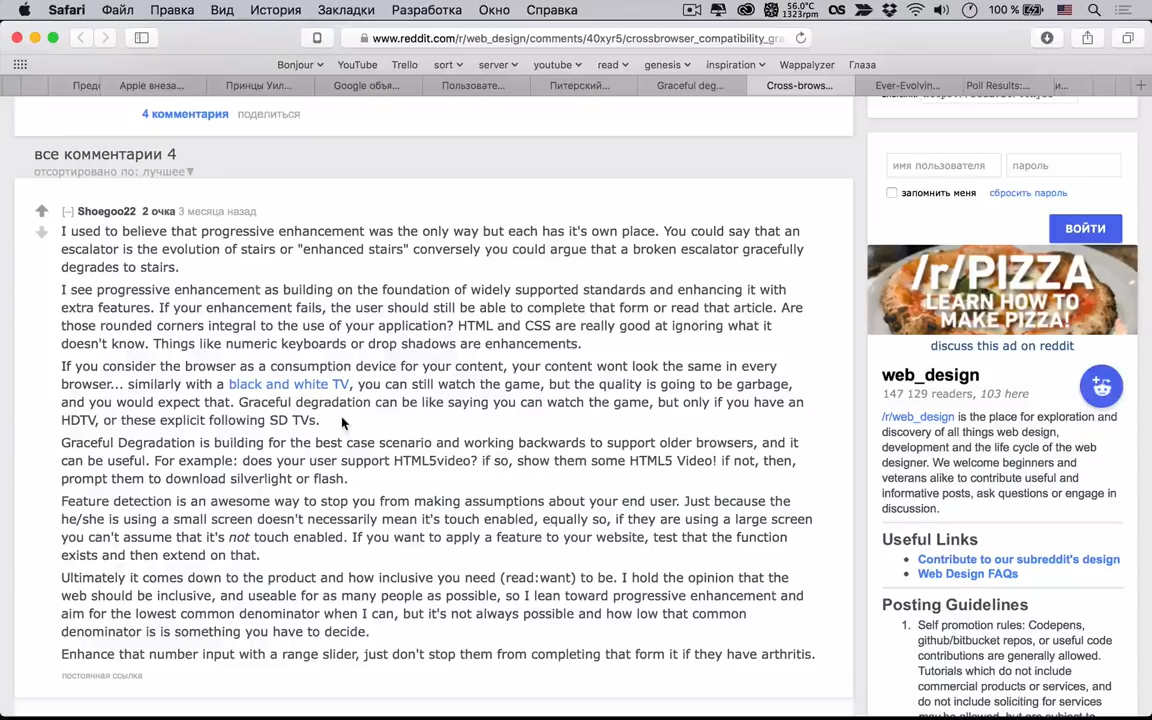 Safari Файл Правка Вид История Закладки Разработка Окно Справка 56.0°C 1323rpm 100 %
www.reddit.com/r/web_design/comments/40xyr5/crossbrowser_compatibility_gra
Bonjour YouTube Trello sort server youtube read genesis inspiration Wappalyzer Глаза
Apple внеза... Принцы Уил... Google объя... Пользовате... Питерский... Graceful deg... Cross-brows... Ever-Evolvin... Poll Results:...
4 комментария поделиться
все комментарии 4
отсортировано по: лучшее
[–] Shoegoo22 2 очка 3 месяца назад
I used to believe that progressive enhancement was the only way but each has it's own place. You could say that an
escalator is the evolution of stairs or "enhanced stairs" conversely you could argue that a broken escalator gracefully
degrades to stairs.
I see progressive enhancement as building on the foundation of widely supported standards and enhancing it with
extra features. If your enhancement fails, the user should still be able to complete that form or read that article. Are
those rounded corners integral to the use of your application? HTML and CSS are really good at ignoring what it
doesn't know. Things like numeric keyboards or drop shadows are enhancements.
If you consider the browser as a consumption device for your content, your content wont look the same in every
browser... similarly with a black and white TV, you can still watch the game, but the quality is going to be garbage,
and you would expect that. Graceful degradation can be like saying you can watch the game, but only if you have an
HDTV, or these explicit following SD TVs.
Graceful Degradation is building for the best case scenario and working backwards to support older browsers, and it
can be useful. For example: does your user support HTML5video? if so, show them some HTML5 Video! if not, then,
prompt them to download silverlight or flash.
Feature detection is an awesome way to stop you from making assumptions about your end user. Just because the
he/she is using a small screen doesn't necessarily mean it's touch enabled, equally so, if they are using a large screen
you can't assume that it's not touch enabled. If you want to apply a feature to your website, test that the function
exists and then extend on that.
Ultimately it comes down to the product and how inclusive you need (read:want) to be. I hold the opinion that the
web should be inclusive, and useable for as many people as possible, so I lean toward progressive enhancement and
aim for the lowest common denominator when I can, but it's not always possible and how low that common
denominator is is something you have to decide.
Enhance that number input with a range slider, just don't stop them from completing that form it if they have arthritis.
постоянная ссылка
имя пользователя пароль
запомнить меня сбросить пароль
ВОЙТИ
/r/PIZZA
LEARN HOW TO
MAKE PIZZA!
discuss this ad on reddit
web_design
147 129 readers, 103 here
/r/web_design is the place for exploration and
discovery of all things web design,
development and the life cycle of the web
designer. We welcome beginners and
veterans alike to contribute useful and
informative posts, ask questions or engage in
discussion.
Useful Links
• Contribute to our subreddit's design
• Web Design FAQs
Posting Guidelines
1. Self promotion rules: Codepens,
github/bitbucket repos, or useful code
contributions are generally allowed.
Tutorials which do not include
commercial products or services, and
do not include soliciting for services